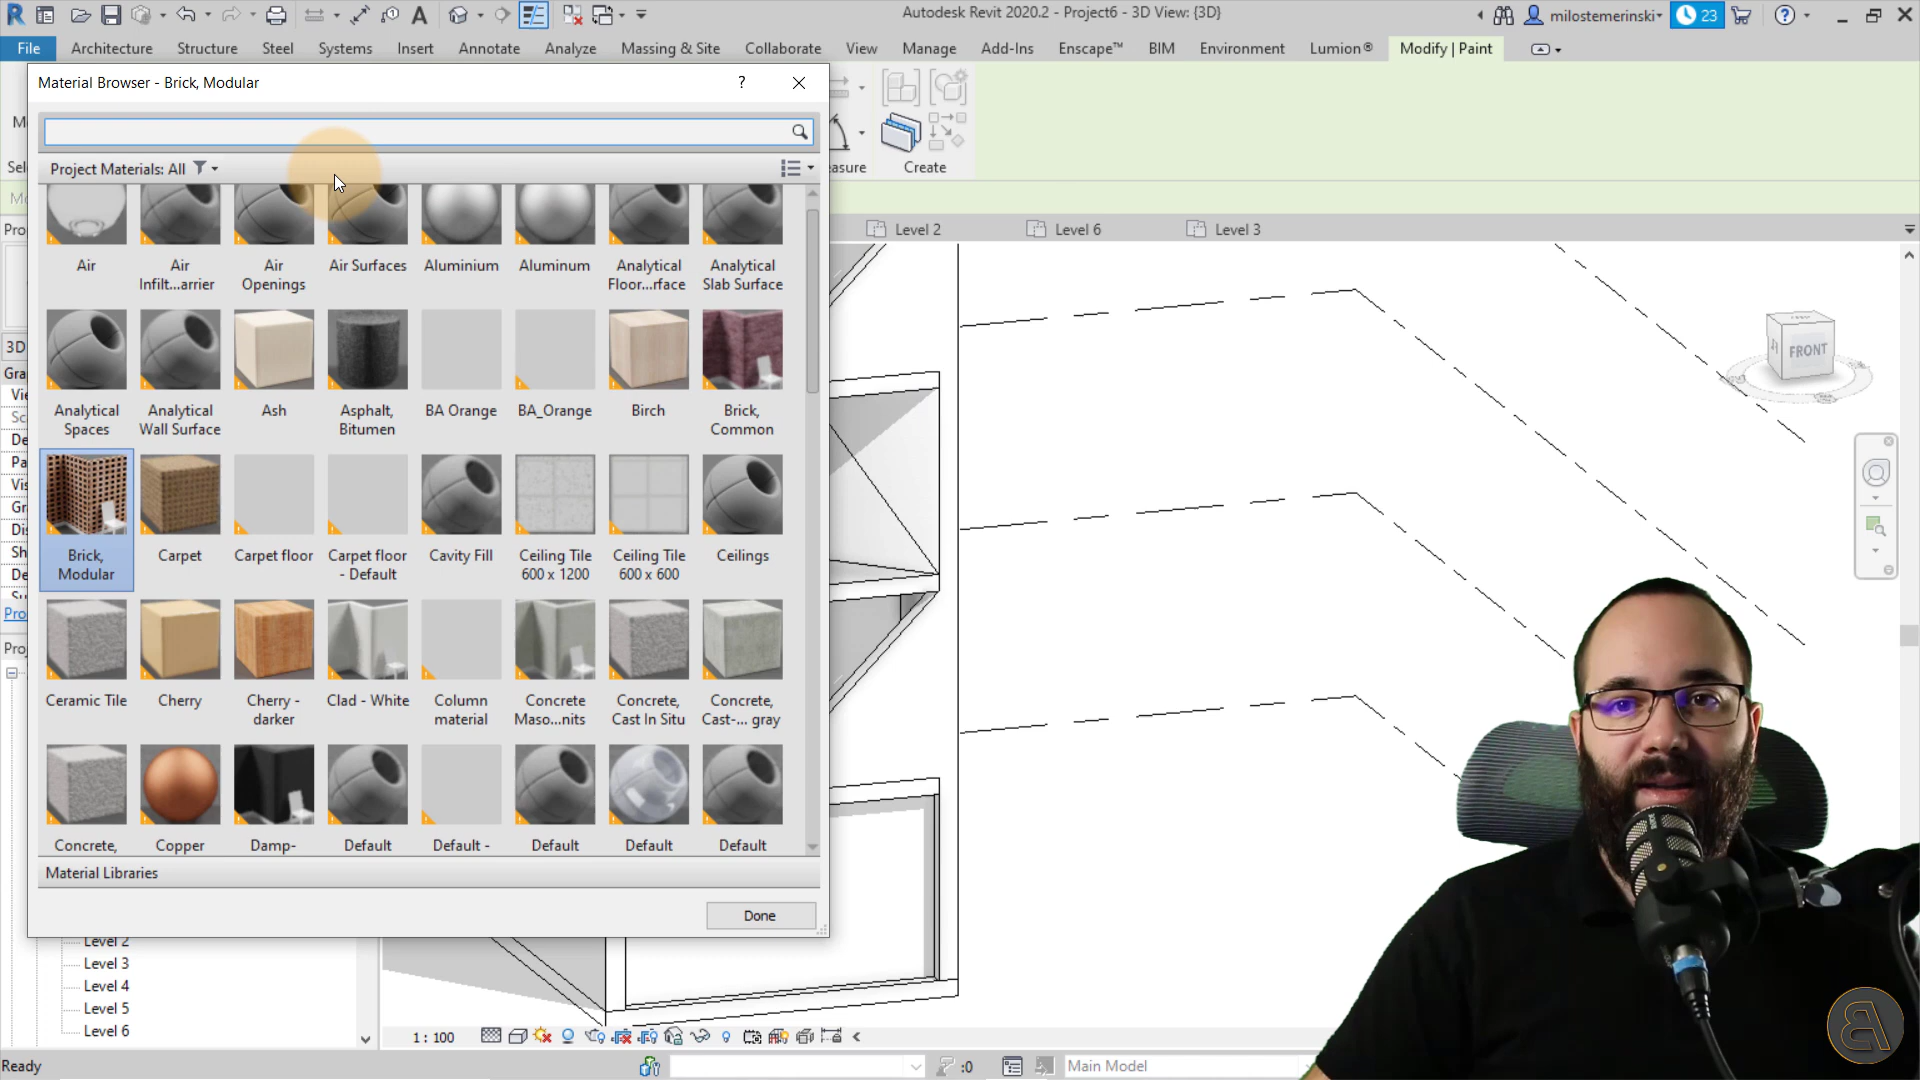 Autodesk Revit 2020.2 - Project6 - 3D View: {3D}
milostemerinski
23
File Architecture Structure Steel Systems Insert Annotate Analyze Massing & Site Collaborate View Manage Add-Ins Enscape™ BIM Environment Lumion® Modify | Paint
Material Browser - Brick, Modular
?
Project Materials: All
Create
Level 2 Level 6 Level 3
Air
Air Infilt...arrier
Air Openings
Air Surfaces
Aluminium
Aluminum
Analytical Floor...rface
Analytical Slab Surface
Analytical Spaces
Analytical Wall Surface
Ash
Asphalt, Bitumen
BA Orange
BA_Orange
Birch
Brick, Common
Brick, Modular
Carpet
Carpet floor
Carpet floor - Default
Cavity Fill
Ceiling Tile 600 x 1200
Ceiling Tile 600 x 600
Ceilings
Ceramic Tile
Cherry
Cherry - darker
Clad - White
Column material
Concrete Maso...nits
Concrete, Cast In Situ
Concrete, Cast-... gray
Concrete,
Copper
Damp-
Default
Default -
Default
Default
Default
Material Libraries
Done
FRONT
3D
Level 2
Level 3
Level 4
Level 5
Level 6
1 : 100
Ready
:0
Main Model